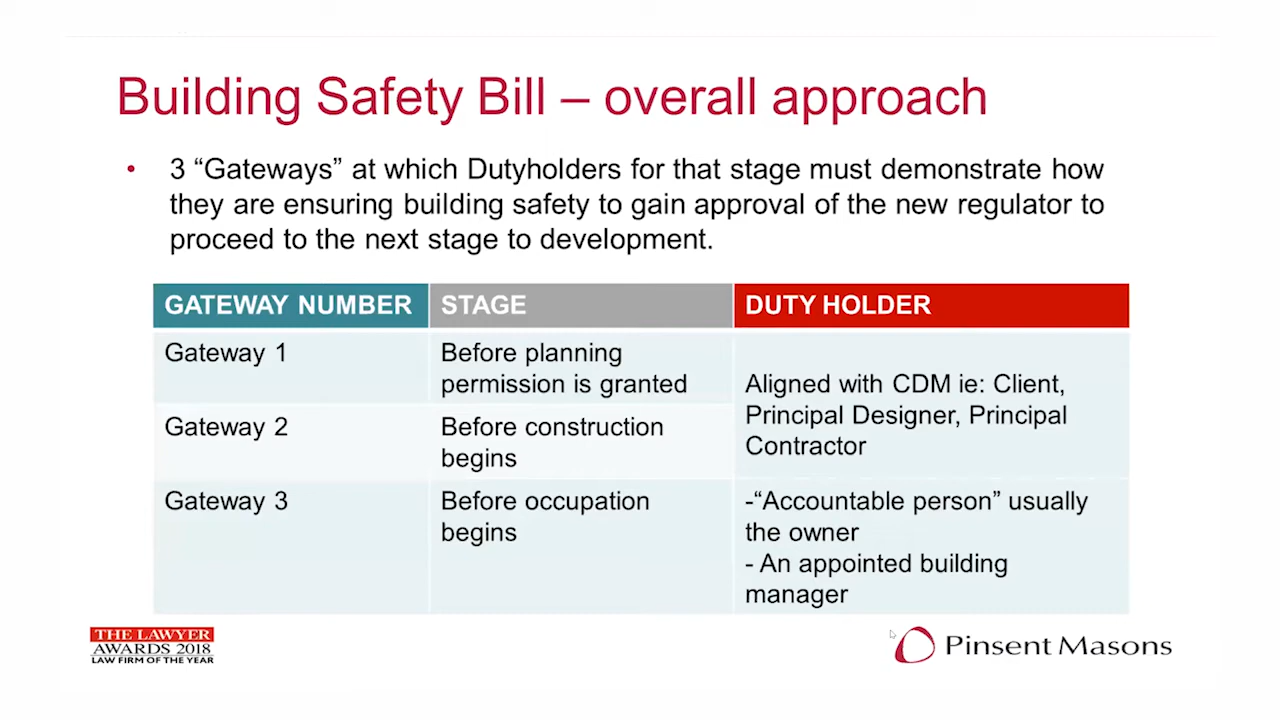 Building Safety Bill – overall approach
• 3 “Gateways” at which Dutyholders for that stage must demonstrate how
they are ensuring building safety to gain approval of the new regulator to
proceed to the next stage to development.
GATEWAY NUMBER STAGE DUTY HOLDER
Gateway 1
Before planning
permission is granted
Aligned with CDM ie: Client,
Principal Designer, Principal
Contractor
Gateway 2
Before construction
begins
Gateway 3
Before occupation
begins
-“Accountable person” usually
the owner
- An appointed building
manager
THE LAWYER
AWARDS 2018
LAW FIRM OF THE YEAR
Pinsent Masons